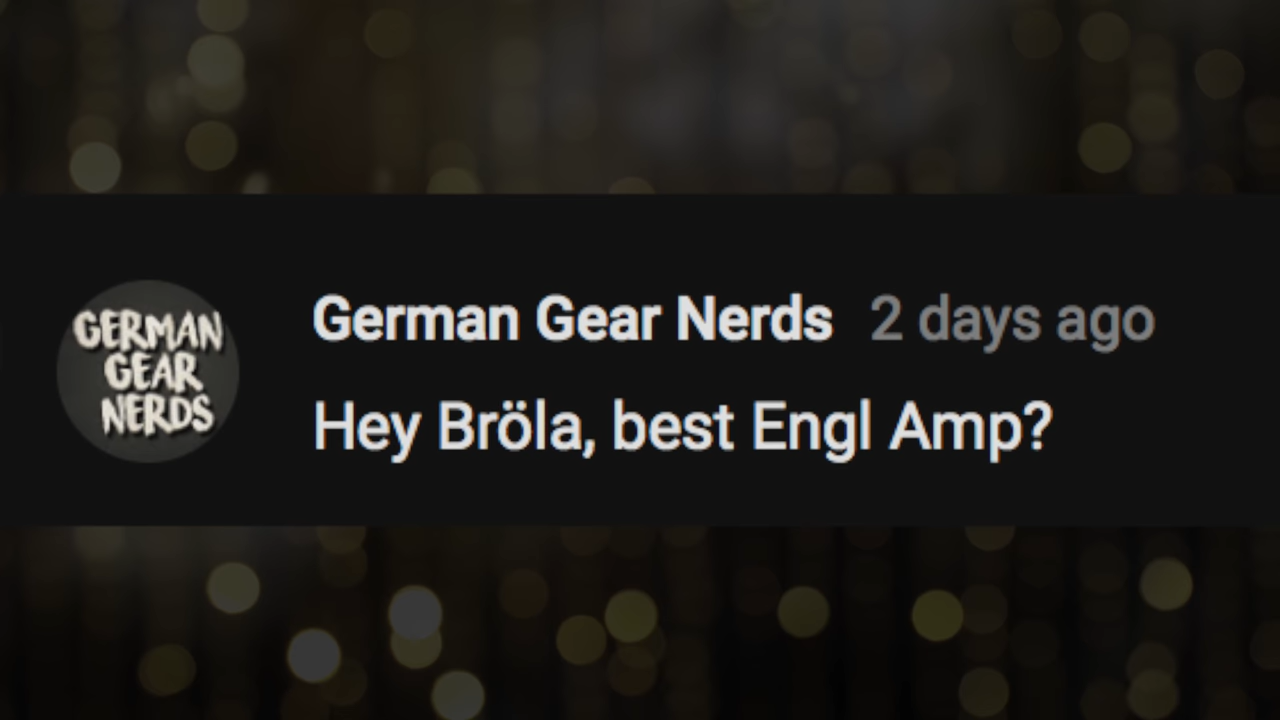 GERMAN
GEAR
NERDS
German Gear Nerds 2 days ago
Hey Bröla, best Engl Amp?